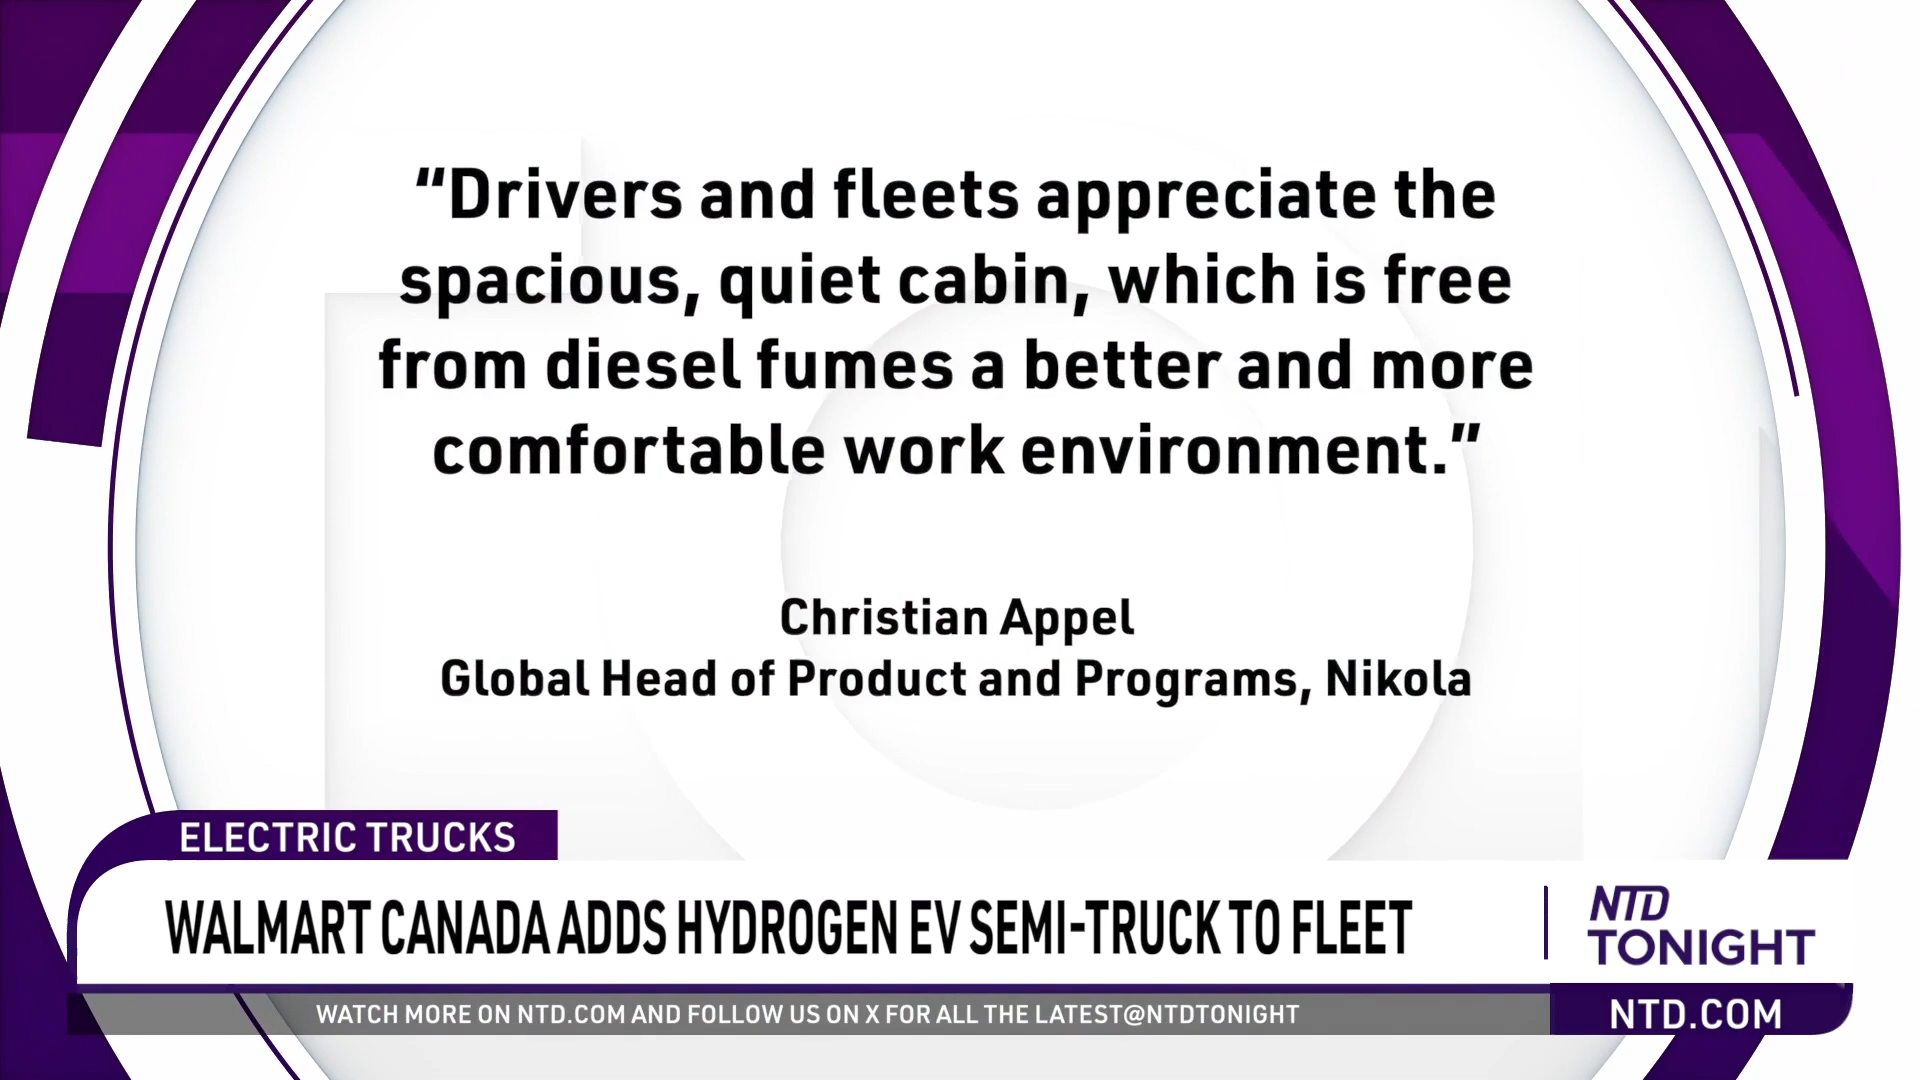 “Drivers and fleets appreciate the
spacious, quiet cabin, which is free
from diesel fumes a better and more
comfortable work environment.”
Christian Appel
Global Head of Product and Programs, Nikola
ELECTRIC TRUCKS
WALMART CANADA ADDS HYDROGEN EV SEMI-TRUCK TO FLEET
NTD
TONIGHT
WATCH MORE ON NTD.COM AND FOLLOW US ON X FOR ALL THE LATEST@NTDTONIGHT
NTD.COM